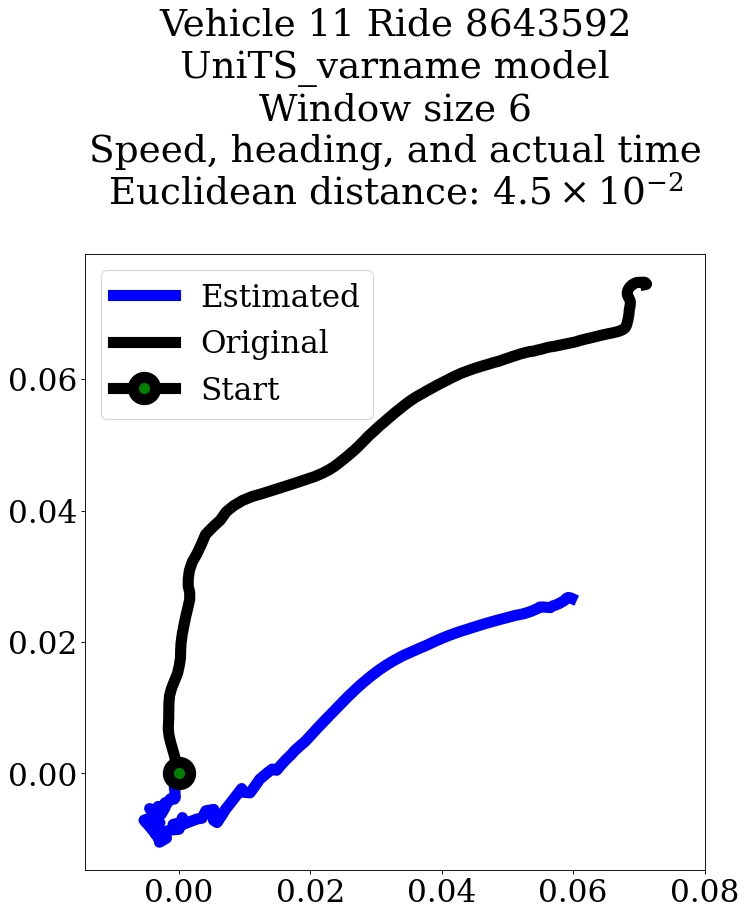 Vehicle 11 Ride 8643592
UniTS_varname model
Window size 6
Speed, heading, and actual time
Euclidean distance: 4.5 × 10⁻²
Estimated
Original
Start
0.06
0.04
0.02
0.00
0.00 0.02 0.04 0.06 0.08